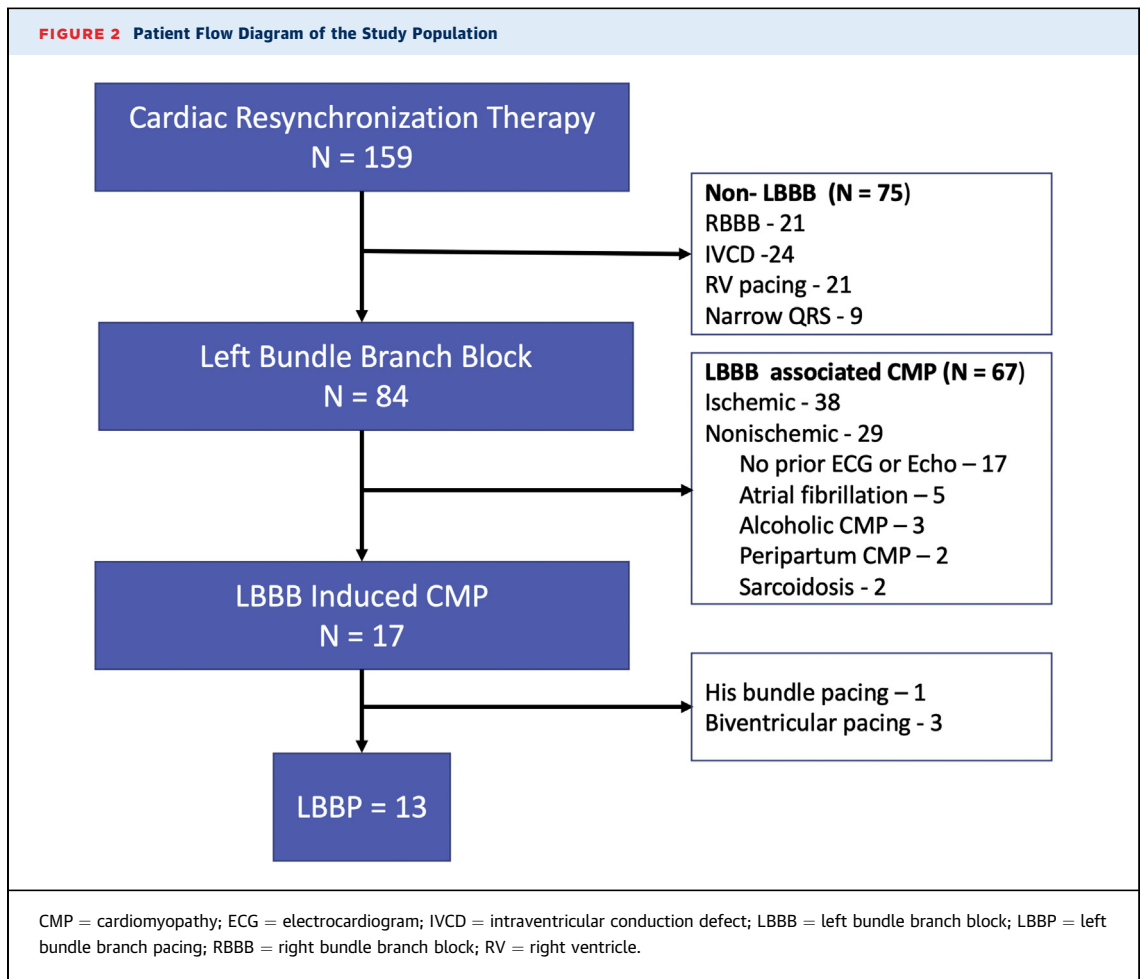 FIGURE 2 Patient Flow Diagram of the Study Population
Cardiac Resynchronization Therapy
N = 159
Non- LBBB (N = 75)
RBBB - 21
IVCD -24
RV pacing - 21
Narrow QRS - 9
Left Bundle Branch Block
N = 84
LBBB associated CMP (N = 67)
Ischemic - 38
Nonischemic - 29
No prior ECG or Echo – 17
Atrial fibrillation – 5
Alcoholic CMP – 3
Peripartum CMP – 2
Sarcoidosis - 2
LBBB Induced CMP
N = 17
His bundle pacing – 1
Biventricular pacing - 3
LBBP = 13
CMP = cardiomyopathy; ECG = electrocardiogram; IVCD = intraventricular conduction defect; LBBB = left bundle branch block; LBBP = left
bundle branch pacing; RBBB = right bundle branch block; RV = right ventricle.